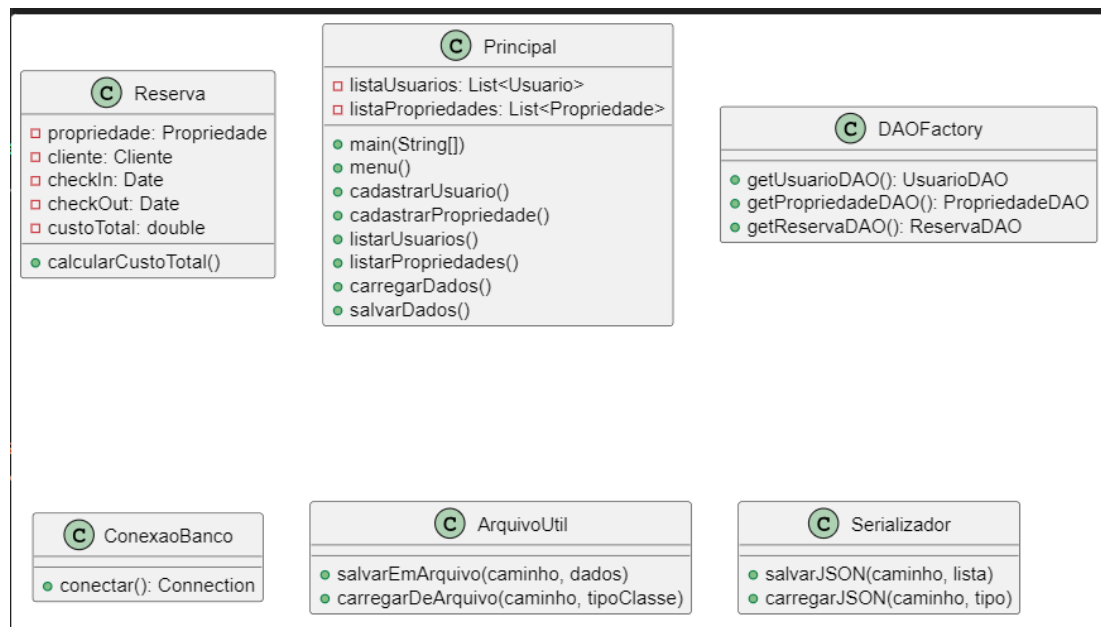 C Reserva
propriedade: Propriedade
cliente: Cliente
checkIn: Date
checkOut: Date
custoTotal: double
calcularCustoTotal()
C Principal
listaUsuarios: List<Usuario>
listaPropriedades: List<Propriedade>
main(String[])
menu()
cadastrarUsuario()
cadastrarPropriedade()
listarUsuarios()
listarPropriedades()
carregarDados()
salvarDados()
C DAOFactory
getUsuarioDAO(): UsuarioDAO
getPropriedadeDAO(): PropriedadeDAO
getReservaDAO(): ReservaDAO
C ConexaoBanco
conectar(): Connection
C ArquivoUtil
salvarEmArquivo(caminho, dados)
carregarDeArquivo(caminho, tipoClasse)
C Serializador
salvarJSON(caminho, lista)
carregarJSON(caminho, tipo)